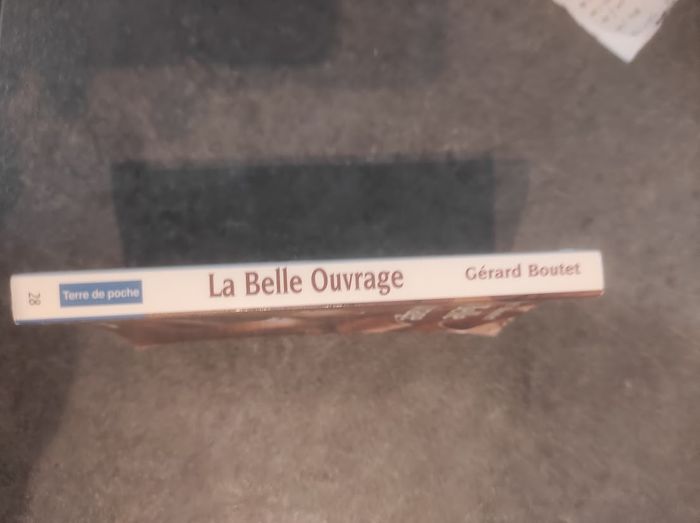 28
Terre de poche
La Belle Ouvrage
Gérard Boutet